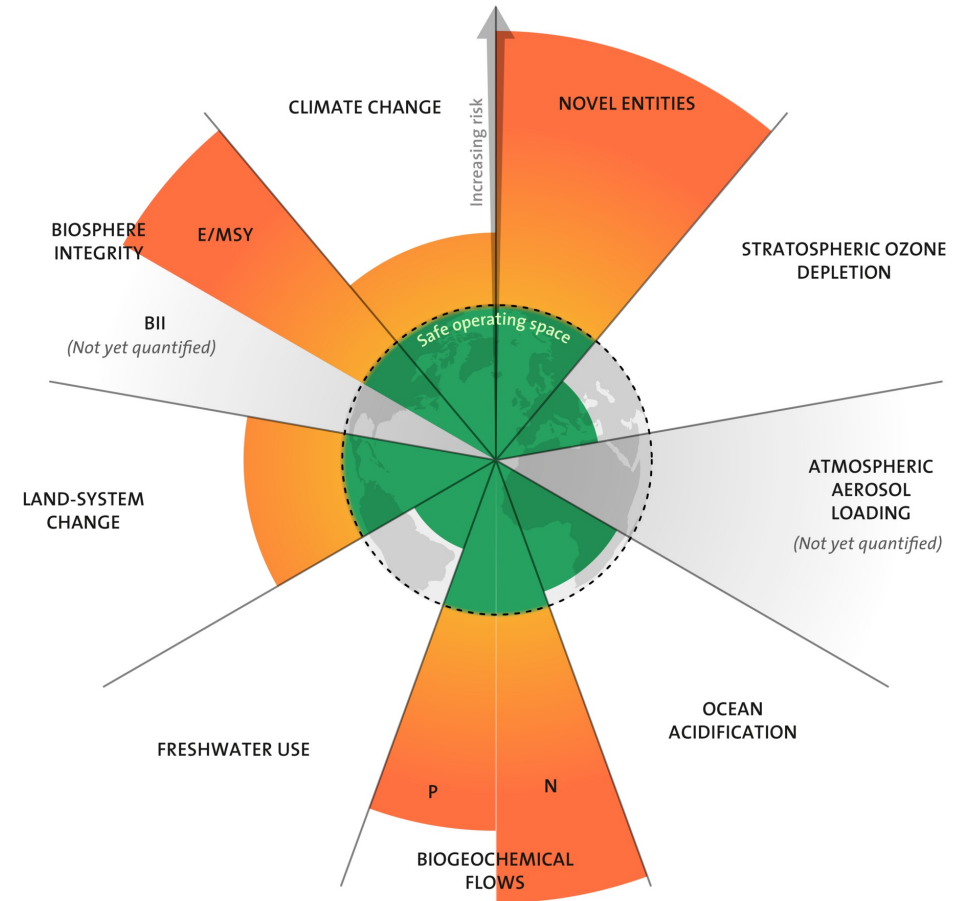 CLIMATE CHANGE
Increasing risk
NOVEL ENTITIES
STRATOSPHERIC OZONE
DEPLETION
BIOSPHERE
INTEGRITY
E/MSY
BII
(Not yet quantified)
Safe operating space
ATMOSPHERIC
AEROSOL
LOADING
(Not yet quantified)
LAND-SYSTEM
CHANGE
OCEAN
ACIDIFICATION
FRESHWATER USE
P
N
BIOGEOCHEMICAL
FLOWS